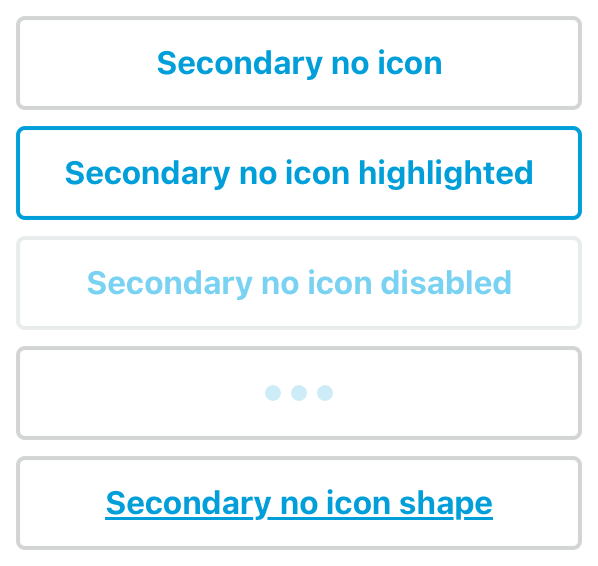 Secondary no icon
Secondary no icon highlighted
Secondary no icon disabled
Secondary no icon shape